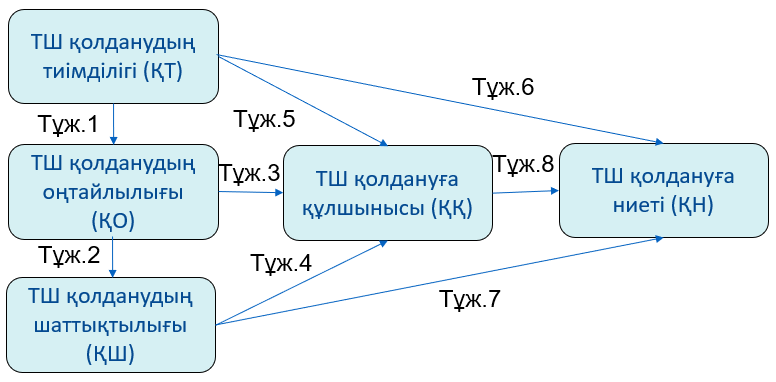 ТШ қолданудың
тиімділігі (ҚТ)
Тұж.6
Тұж.1
Тұж.5
ТШ қолданудың
оңтайлылығы
(ҚО)
Тұж.3
ТШ қолдануға
құлшынысы (ҚҚ)
Тұж.8
ТШ қолдануға
ниеті (ҚН)
Тұж.2
Тұж.4
ТШ қолданудың
шаттықтылығы
(ҚШ)
Тұж.7